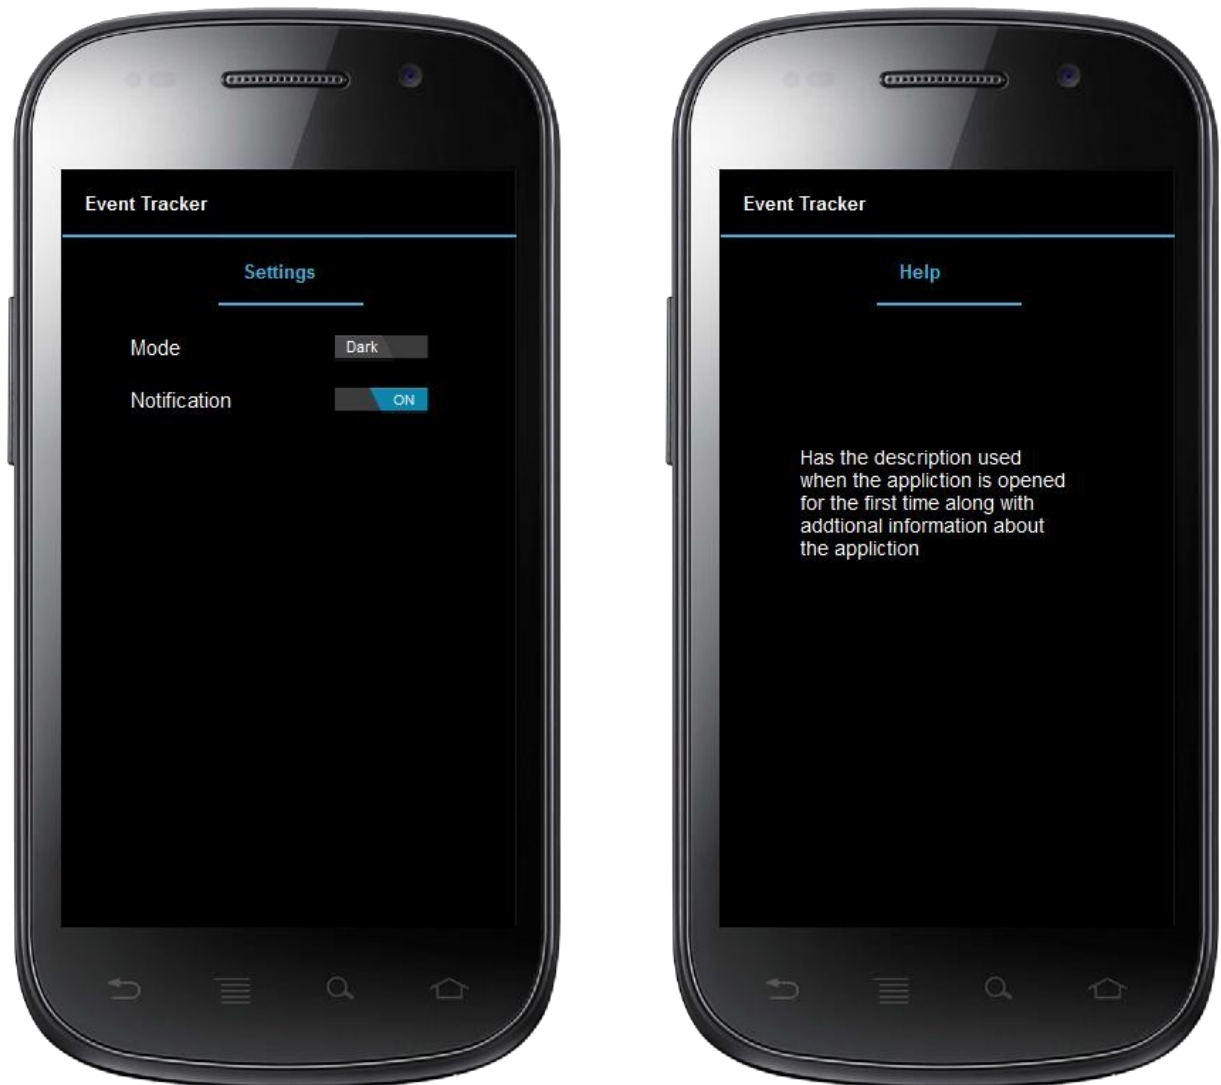 Event Tracker
Settings
Mode
Dark
Notification
ON
Event Tracker
Help
Has the description used
when the appliction is opened
for the first time along with
addtional information about
the appliction